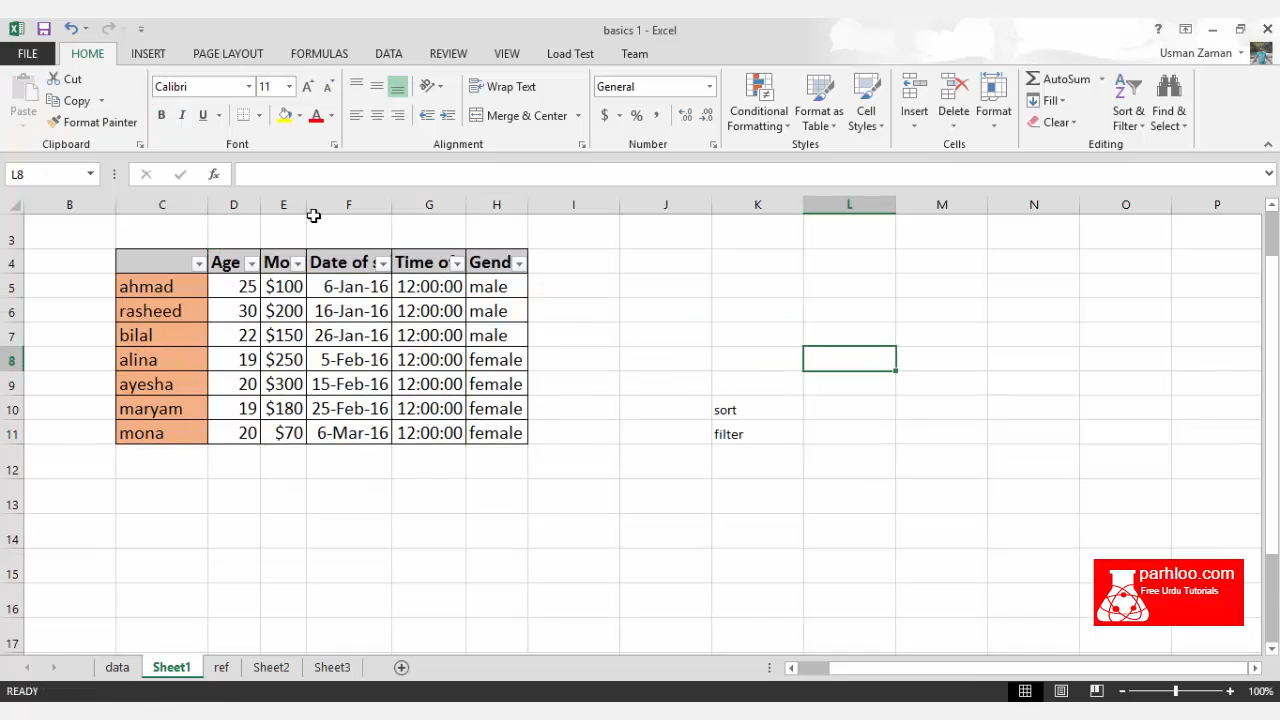 basics 1 - Excel
Usman Zaman
FILE HOME INSERT PAGE LAYOUT FORMULAS DATA REVIEW VIEW Load Test Team
Paste
Cut
Copy
Format Painter
Clipboard
Calibri 11
B I U
Font
Wrap Text
Merge & Center
Alignment
General
$ % ,
Number
Conditional Formatting
Format as Table
Cell Styles
Styles
Insert Delete Format
Cells
AutoSum
Fill
Clear
Sort & Filter
Find & Select
Editing
L8 fx
B C D E F G H I J K L M N O P
3
4 Age Mo Date of s Time o Gend
5 ahmad 25 $100 6-Jan-16 12:00:00 male
6 rasheed 30 $200 16-Jan-16 12:00:00 male
7 bilal 22 $150 26-Jan-16 12:00:00 male
8 alina 19 $250 5-Feb-16 12:00:00 female
9 ayesha 20 $300 15-Feb-16 12:00:00 female
10 maryam 19 $180 25-Feb-16 12:00:00 female sort
11 mona 20 $70 6-Mar-16 12:00:00 female filter
12
13
14
15
16
17
parhloo.com
Free Urdu Tutorials
data Sheet1 ref Sheet2 Sheet3
READY 100%